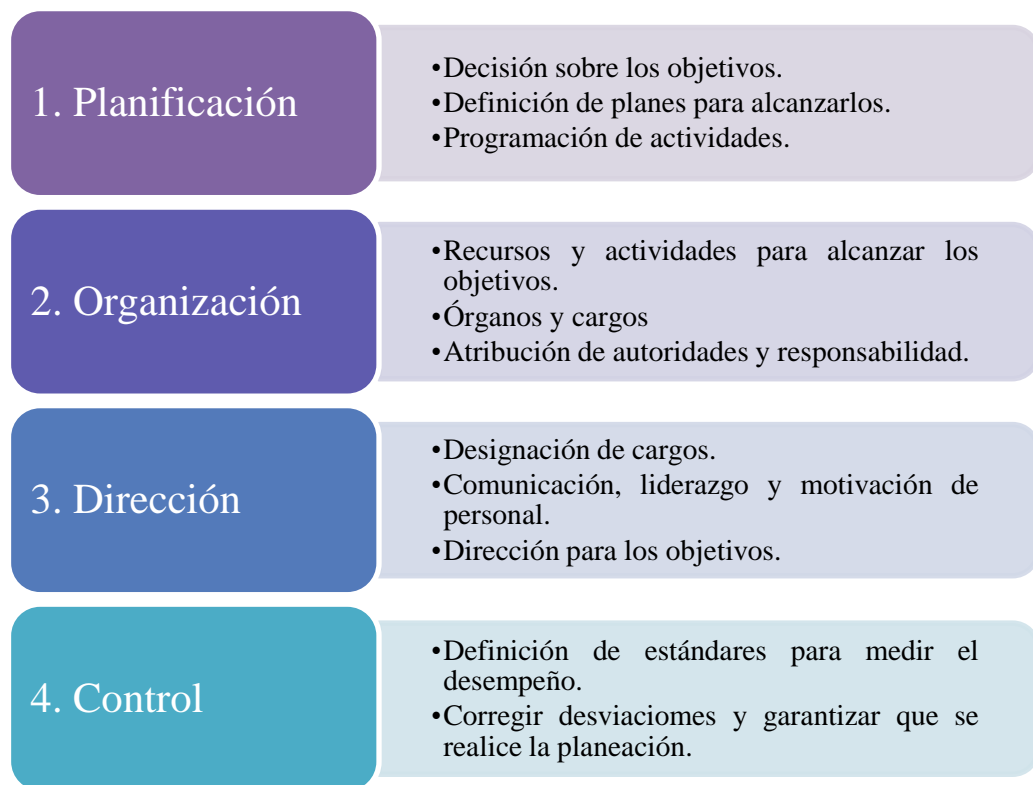 1. Planificación
•Decisión sobre los objetivos.
•Definición de planes para alcanzarlos.
•Programación de actividades.
2. Organización
•Recursos y actividades para alcanzar los
objetivos.
•Órganos y cargos
•Atribución de autoridades y responsabilidad.
3. Dirección
•Designación de cargos.
•Comunicación, liderazgo y motivación de
personal.
•Dirección para los objetivos.
4. Control
•Definición de estándares para medir el
desempeño.
•Corregir desviaciomes y garantizar que se
realice la planeación.